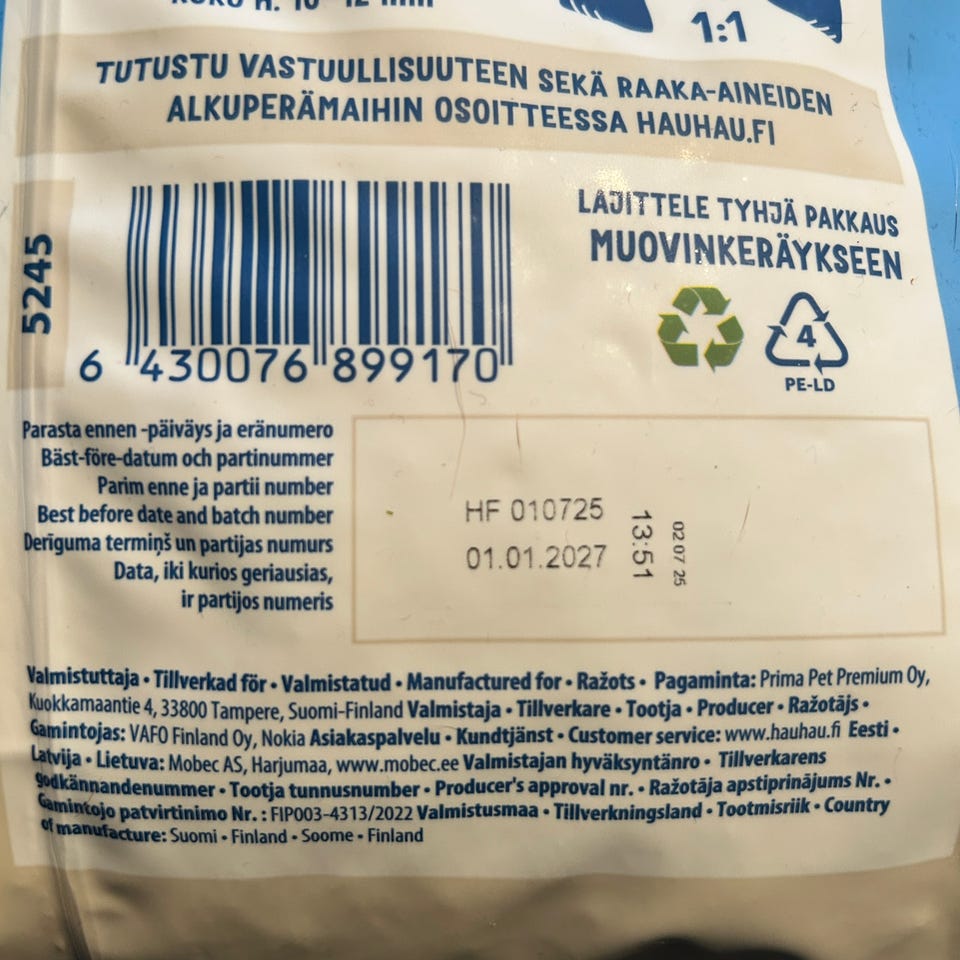 1:1
TUTUSTU VASTUULLISUUTEEN SEKÄ RAAKA-AINEIDEN
ALKUPERÄMAIHIN OSOITTEESSA HAUHAU.FI
5245
6 430076 899170
LAJITTELE TYHJÄ PAKKAUS
MUOVINKERÄYKSEEN
4
PE-LD
Parasta ennen -päiväys ja eränumero
Bäst-före-datum och partinummer
Parim enne ja partii number
Best before date and batch number
Derīguma termiņš un partijas numurs
Data, iki kurios geriausias,
ir partijos numeris
HF 010725
01.01.2027
13:51
02 07 25
Valmistuttaja • Tillverkad för • Valmistatud • Manufactured for • Ražots • Pagaminta: Prima Pet Premium Oy,
Kuokkamaantie 4, 33800 Tampere, Suomi-Finland Valmistaja • Tillverkare • Tootja • Producer • Ražotājs •
Gamintojas: VAFO Finland Oy, Nokia Asiakaspalvelu • Kundtjänst • Customer service: www.hauhau.fi Eesti •
Latvija • Lietuva: Mobec AS, Harjumaa, www.mobec.ee Valmistajan hyväksyntänro • Tillverkarens
godkännandenummer • Tootja tunnusnumber • Producer's approval nr. • Ražotāja apstiprinājums Nr. •
Gamintojo patvirtinimo Nr. : FIP003-4313/2022 Valmistusmaa • Tillverkningsland • Tootmisriik • Country
of manufacture: Suomi • Finland • Soome • Finland